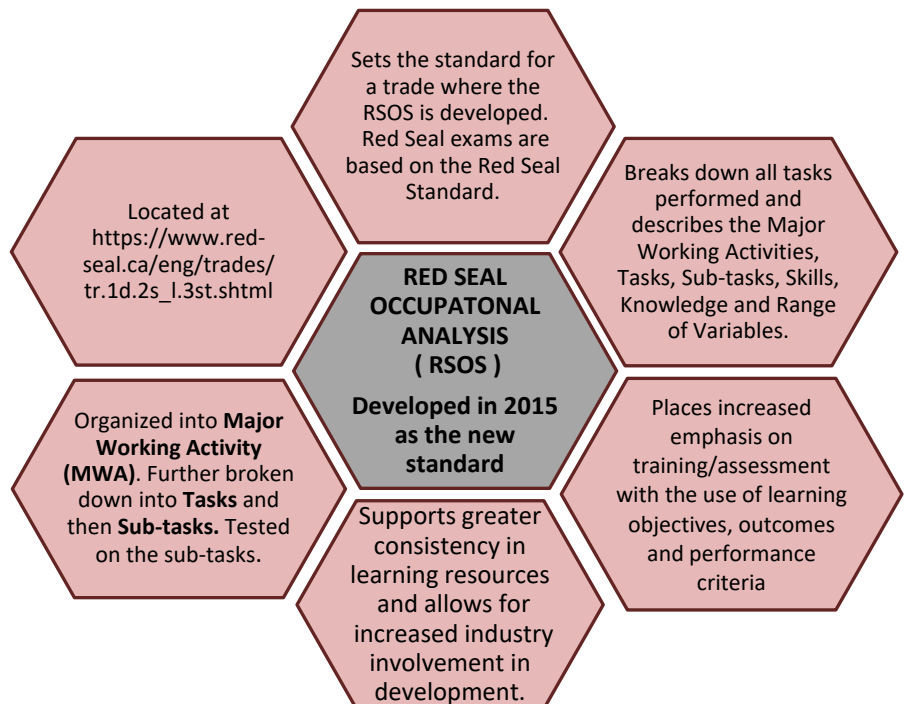 Sets the standard for
a trade where the
RSOS is developed.
Red Seal exams are
based on the Red Seal
Standard.
Breaks down all tasks
performed and
describes the Major
Working Activities,
Tasks, Sub-tasks, Skills,
Knowledge and Range
of Variables.
Places increased
emphasis on
training/assessment
with the use of learning
objectives, outcomes
and performance
criteria
Supports greater
consistency in
learning resources
and allows for
increased industry
involvement in
development.
Organized into Major
Working Activity
(MWA). Further broken
down into Tasks and
then Sub-tasks. Tested
on the sub-tasks.
Located at
https://www.red-
seal.ca/eng/trades/
tr.1d.2s_l.3st.shtml
RED SEAL
OCCUPATONAL
ANALYSIS
( RSOS )
Developed in 2015
as the new
standard